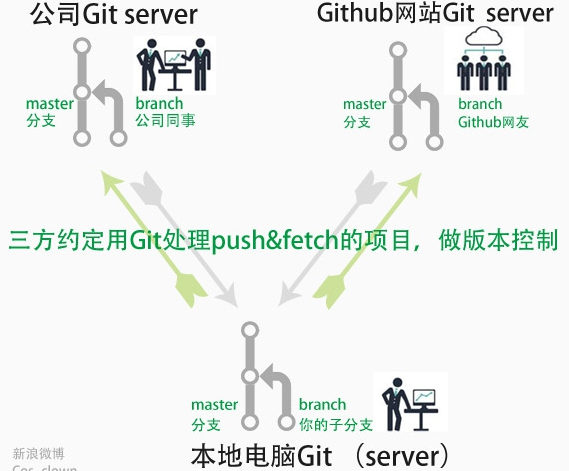 公司Git server
Github网站Git server
master
分支
branch
公司同事
master
分支
branch
Github网友
三方约定用Git处理push&fetch的项目，做版本控制
master
分支
branch
你的子分支
本地电脑Git （server）
新浪微博
Cos_clown